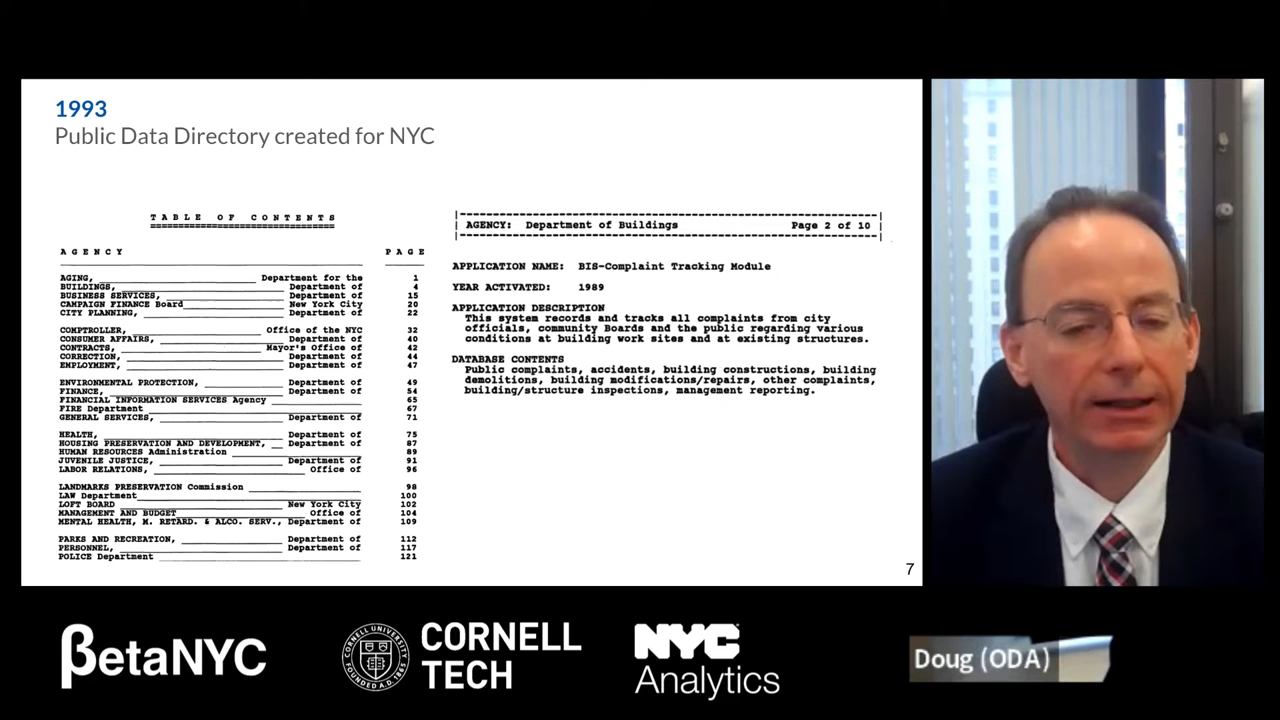 1993
Public Data Directory created for NYC
TABLE OF CONTENTS
AGENCY PAGE
AGING, Department for the 1
BUILDINGS, Department of 4
BUSINESS SERVICES, Department of 15
CAMPAIGN FINANCE Board New York City 20
CITY PLANNING, Department of 22
COMPTROLLER, Office of the NYC 32
CONSUMER AFFAIRS, Department of 40
CONTRACTS, Mayor's Office of 42
CORRECTION, Department of 44
EMPLOYMENT, Department of 47
ENVIRONMENTAL PROTECTION, Department of 49
FINANCE, Department of 54
FINANCIAL INFORMATION SERVICES Agency 65
FIRE Department 67
GENERAL SERVICES, Department of 71
HEALTH, Department of 75
HOUSING PRESERVATION AND DEVELOPMENT, Department of 87
HUMAN RESOURCES Administration 89
JUVENILE JUSTICE, Department of 91
LABOR RELATIONS, Office of 96
LANDMARKS PRESERVATION Commission 98
LAW Department 100
LOFT BOARD New York City 102
MANAGEMENT AND BUDGET Office of 104
MENTAL HEALTH, M. RETARD. & ALCO. SERV., Department of 109
PARKS AND RECREATION, Department of 112
PERSONNEL, Department of 117
POLICE Department 121
AGENCY: Department of Buildings Page 2 of 10
APPLICATION NAME: BIS-Complaint Tracking Module
YEAR ACTIVATED: 1989
APPLICATION DESCRIPTION
This system records and tracks all complaints from city
officials, community Boards and the public regarding various
conditions at building work sites and at existing structures.
DATABASE CONTENTS
Public complaints, accidents, building constructions, building
demolitions, building modifications/repairs, other complaints,
building/structure inspections, management reporting.
7
βetaNYC
CORNELL UNIVERSITY
FOUNDED A.D. 1865
CORNELL
TECH
NYC
Analytics
Doug (ODA)